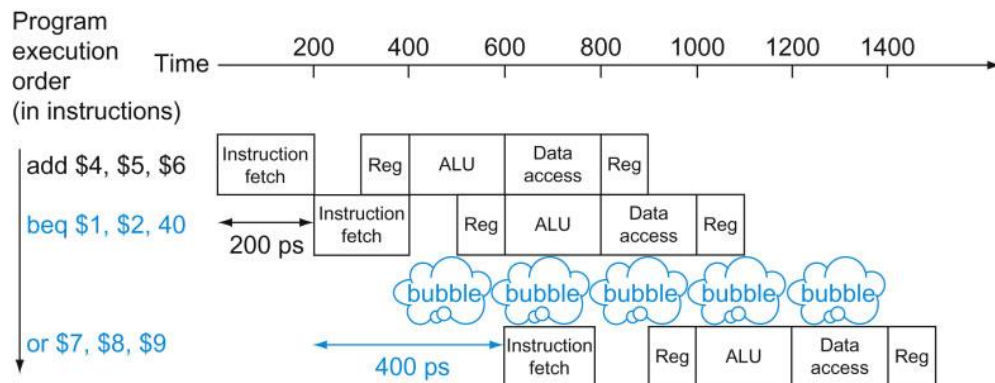 Program
execution
order
(in instructions)
Time
200 400 600 800 1000 1200 1400
add $4, $5, $6
Instruction
fetch
Reg
ALU
Data
access
Reg
beq $1, $2, 40
200 ps
Instruction
fetch
Reg
ALU
Data
access
Reg
bubble bubble bubble bubble bubble
or $7, $8, $9
400 ps
Instruction
fetch
Reg
ALU
Data
access
Reg